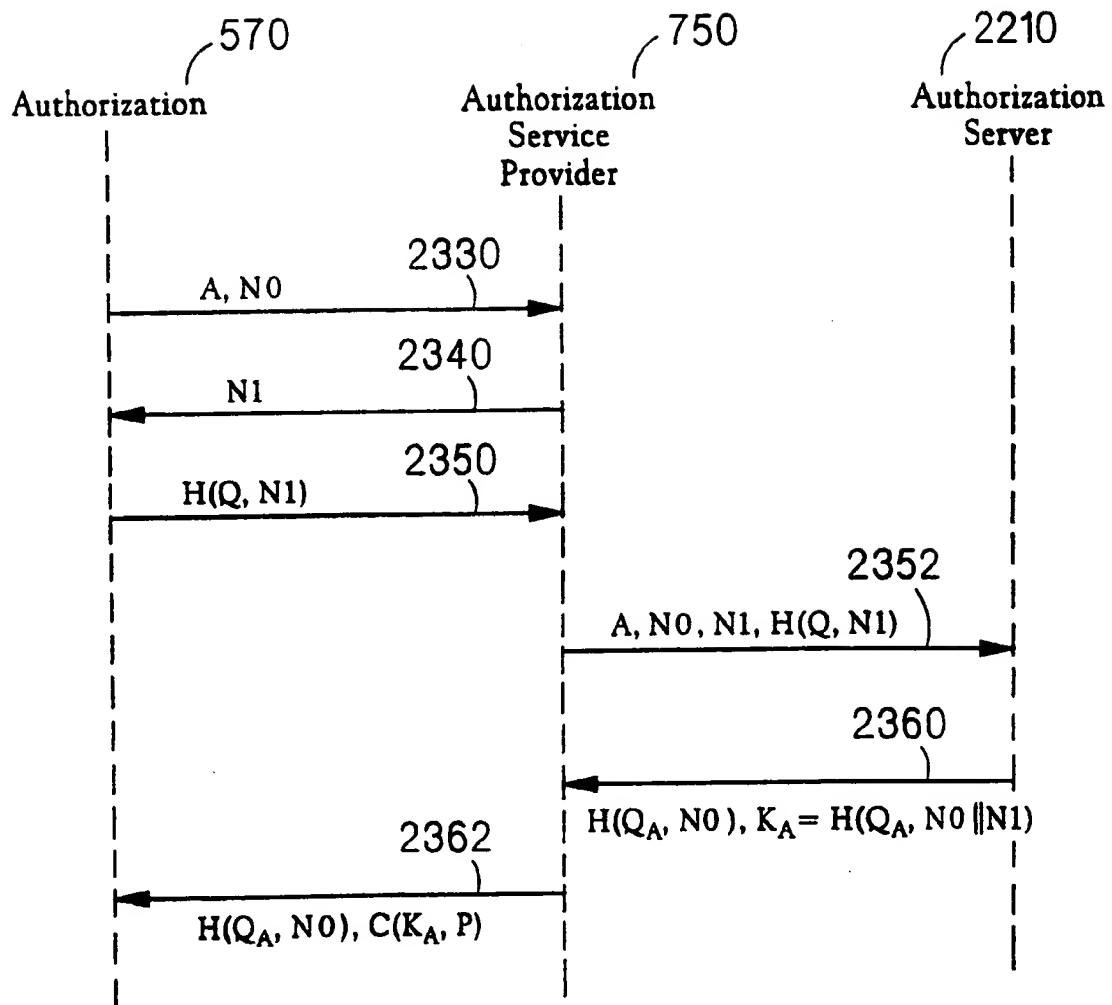 570
750
2210
Authorization
Authorization
Service
Provider
Authorization
Server
2330
A, N0
2340
N1
2350
H(Q, N1)
2352
A, N0, N1, H(Q, N1)
2360
H(Q_A, N0), K_A = H(Q_A, N0 || N1)
2362
H(Q_A, N0), C(K_A, P)